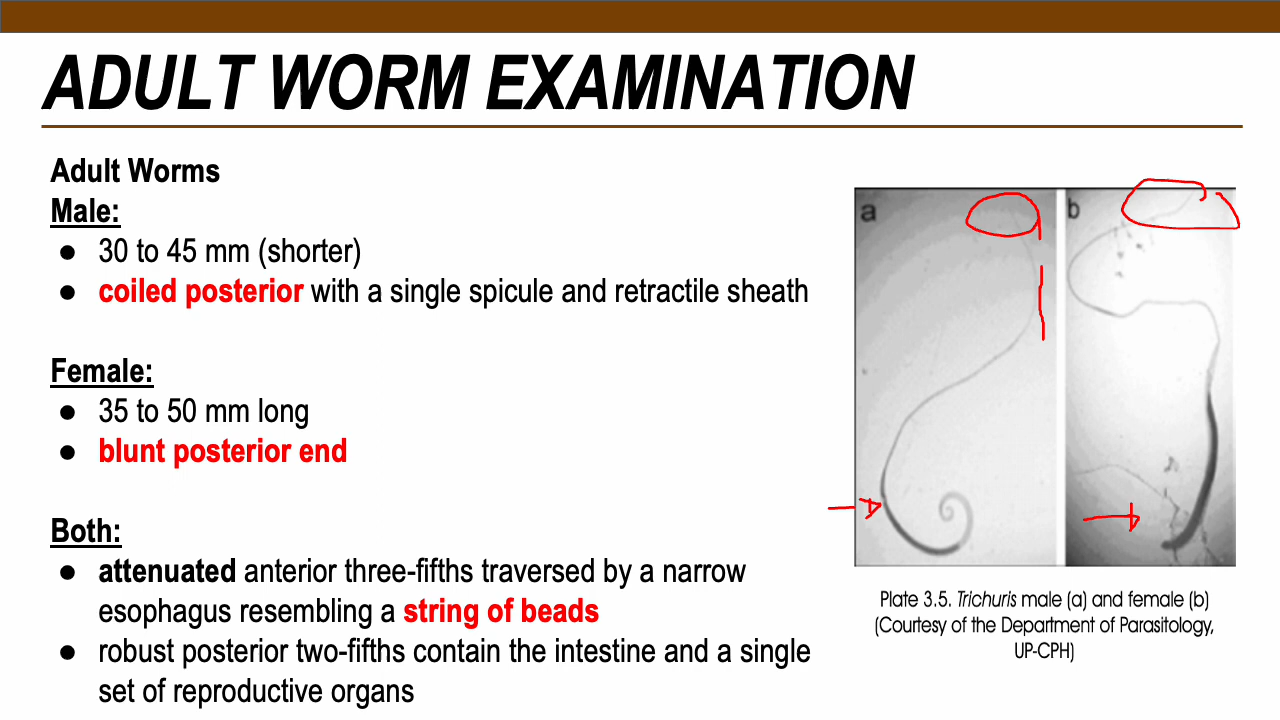 ADULT WORM EXAMINATION
Adult Worms
Male:
● 30 to 45 mm (shorter)
● coiled posterior with a single spicule and retractile sheath
Female:
● 35 to 50 mm long
● blunt posterior end
Both:
● attenuated anterior three-fifths traversed by a narrow
esophagus resembling a string of beads
● robust posterior two-fifths contain the intestine and a single
set of reproductive organs
a
b
Plate 3.5. Trichuris male (a) and female (b)
(Courtesy of the Department of Parasitology,
UP-CPH)